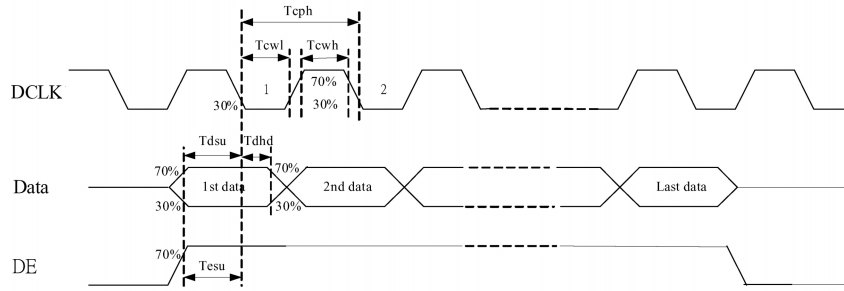 Tcph
Tcwl Tcwh
DCLK 30% 1 70% 30% 2
Tdsu Tdhd
70% 70%
Data 1st data 2nd data Last data
30% 30%
DE 70%
Tesu